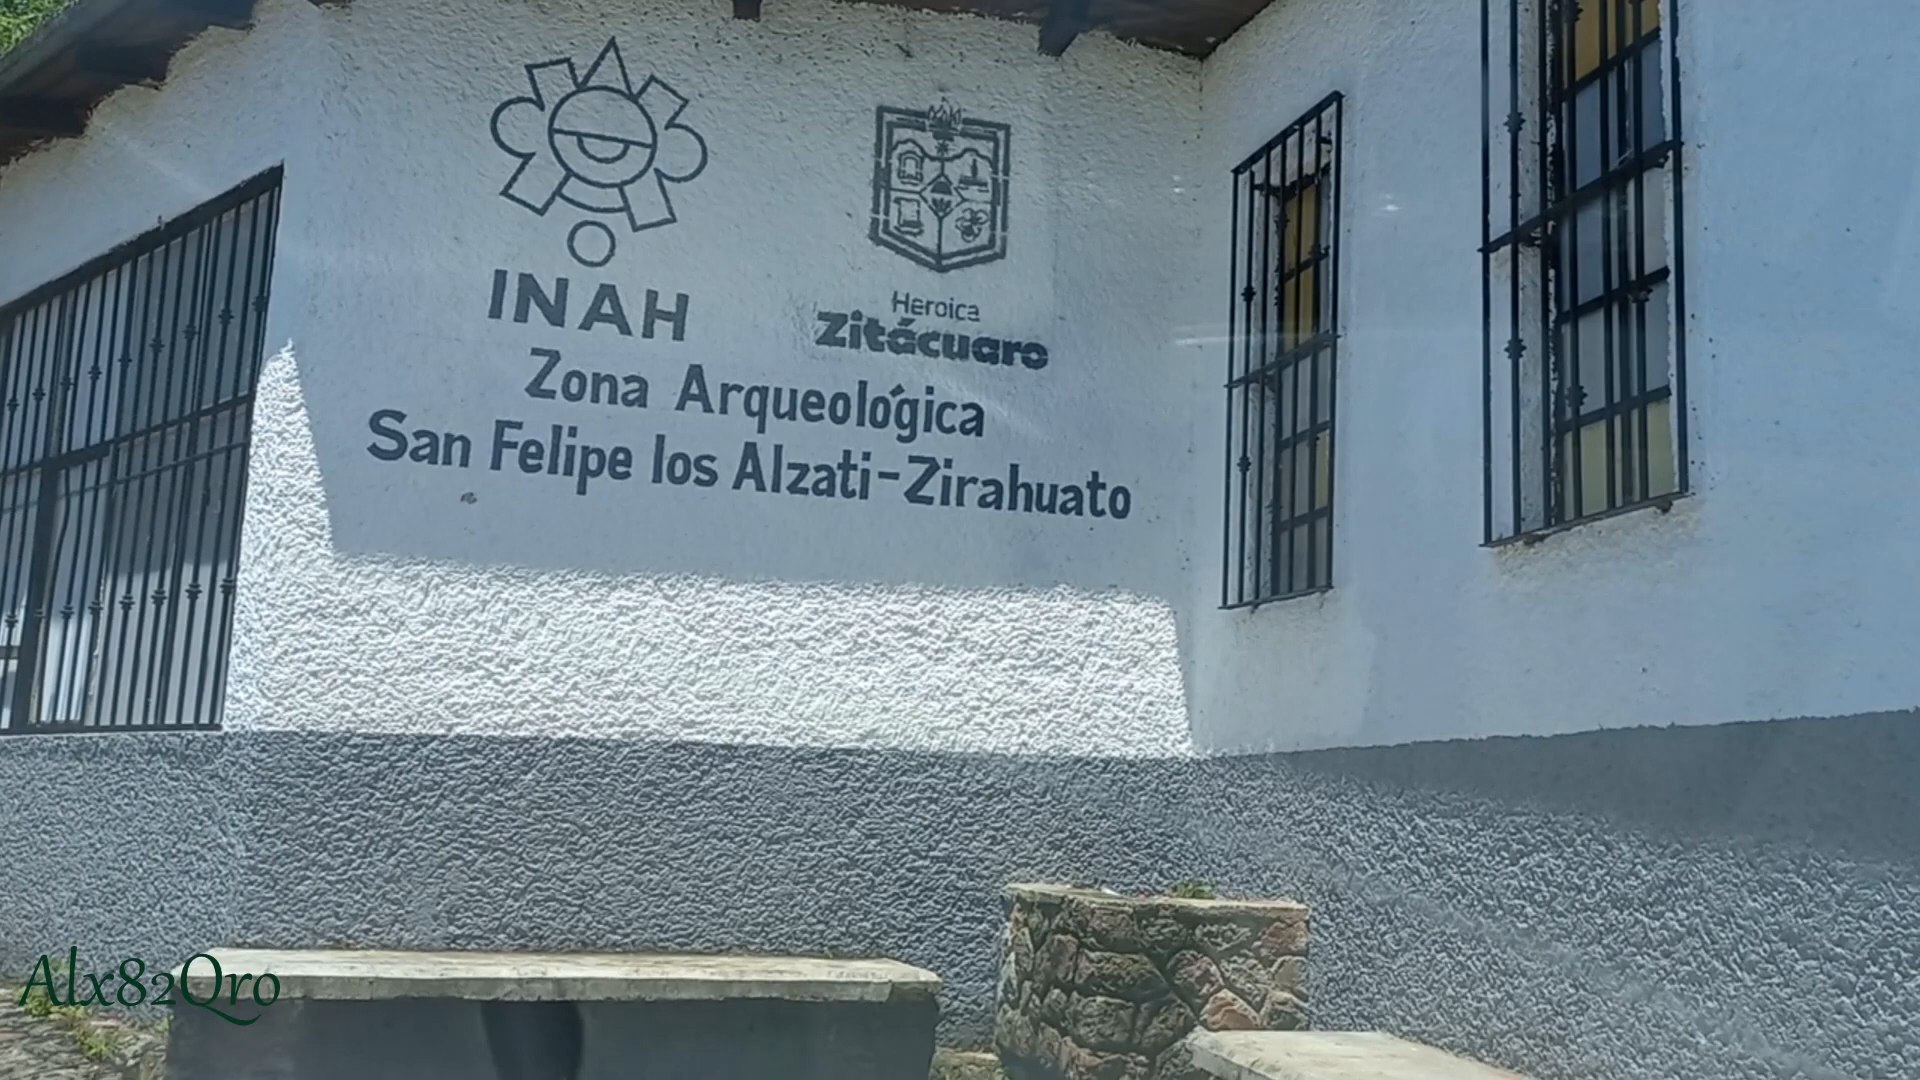 INAH
Heroica
Zitácuaro
Zona Arqueológica
San Felipe los Alzati-Zirahuato
Alx82Qro